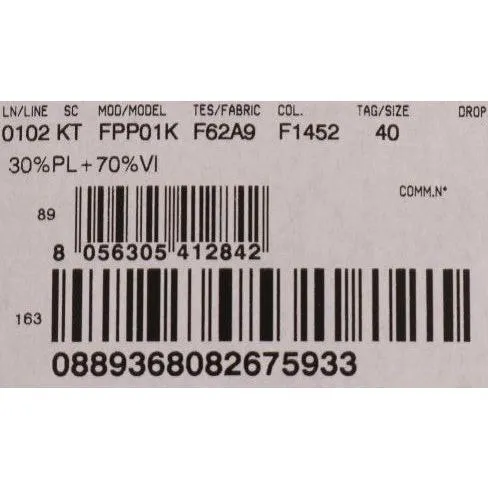 LN/LINE SC MOD/MODEL TES/FABRIC COL. TAG/SIZE DROP
0102 KT FPP01K F62A9 F1452 40
30%PL+70%VI
COMM.N*
89
8 056305 412842
163
0889368082675933